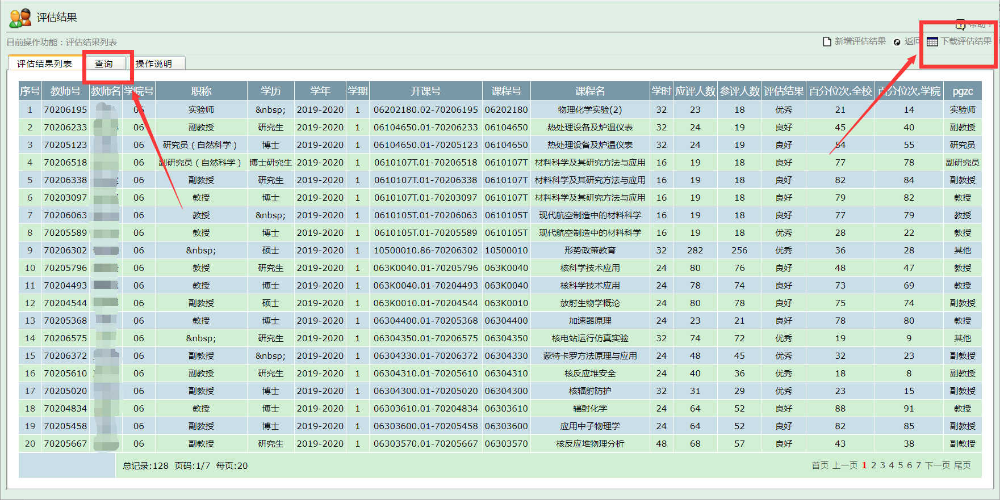 评估结果
帮助?
目前操作功能：评估结果列表
新增评估结果 返回 下载评估结果
评估结果列表 查询 操作说明
序号 教师号 教师名 学院号 职称 学历 学年 学期 开课号 课程号 课程名 学时 应评人数 参评人数 评估结果 百分位次.全校 百分位次.学院 pgzc
1 70206195 06 实验师 &nbsp; 2019-2020 1 06202180.02-70206195 06202180 物理化学实验(2) 32 23 18 优秀 21 14 实验师
2 70206233 06 副教授 研究生 2019-2020 1 06104650.01-70206233 06104650 热处理设备及炉温仪表 32 24 19 良好 45 40 副教授
3 70205123 06 研究员（自然科学） 博士 2019-2020 1 06104650.01-70205123 06104650 热处理设备及炉温仪表 32 24 19 良好 54 55 研究员
4 70206518 06 副研究员（自然科学） 博士研究生 2019-2020 1 0610107T.01-70206518 0610107T 材料科学及其研究方法与应用 16 19 18 良好 77 78 副研究员
5 70206338 06 副教授 研究生 2019-2020 1 0610107T.01-70206338 0610107T 材料科学及其研究方法与应用 16 19 18 良好 82 84 副教授
6 70203097 06 教授 博士 2019-2020 1 0610107T.01-70203097 0610107T 材料科学及其研究方法与应用 16 19 18 良好 79 82 教授
7 70206063 06 教授 &nbsp; 2019-2020 1 0610105T.01-70206063 0610105T 现代航空制造中的材料科学 16 19 18 良好 77 79 教授
8 70205589 06 教授 博士 2019-2020 1 0610105T.01-70205589 0610105T 现代航空制造中的材料科学 16 19 18 优秀 28 22 教授
9 70206302 06 &nbsp; 硕士 2019-2020 1 10500010.86-70206302 10500010 形势政策教育 32 282 256 优秀 36 28 其他
10 70205796 06 教授 研究生 2019-2020 1 063K0040.01-70205796 063K0040 核科学技术应用 24 80 76 良好 48 47 教授
11 70204493 06 教授 博士 2019-2020 1 063K0040.01-70204493 063K0040 核科学技术应用 24 78 74 良好 73 69 教授
12 70204544 06 副教授 硕士 2019-2020 1 063K0010.01-70204544 063K0010 放射生物学概论 24 80 78 良好 75 74 副教授
13 70205368 06 教授 博士 2019-2020 1 06304400.01-70205368 06304400 加速器原理 24 23 21 良好 78 80 教授
14 70206575 06 &nbsp; 研究生 2019-2020 1 06304350.01-70206575 06304350 核电站运行仿真实验 32 74 72 优秀 19 9 其他
15 70206372 06 副教授 &nbsp; 2019-2020 1 06304330.01-70206372 06304330 蒙特卡罗方法原理与应用 24 48 45 优秀 32 23 副教授
16 70205610 06 副教授 研究生 2019-2020 1 06304310.01-70205610 06304310 核反应堆安全 24 40 36 优秀 18 8 副教授
17 70205020 06 副教授 博士 2019-2020 1 06304300.01-70205020 06304300 核辐射防护 32 31 29 优秀 23 15 副教授
18 70204834 06 教授 博士 2019-2020 1 06303610.01-70204834 06303610 辐射化学 24 64 52 良好 88 91 教授
19 70205458 06 副教授 博士 2019-2020 1 06303600.01-70205458 06303600 应用中子物理学 24 64 52 良好 82 85 副教授
20 70205667 06 副教授 研究生 2019-2020 1 06303570.01-70205667 06303570 核反应堆物理分析 48 68 57 良好 43 38 副教授
总记录:128 页码:1/7 每页:20 首页 上一页 1 2 3 4 5 6 7 下一页 尾页